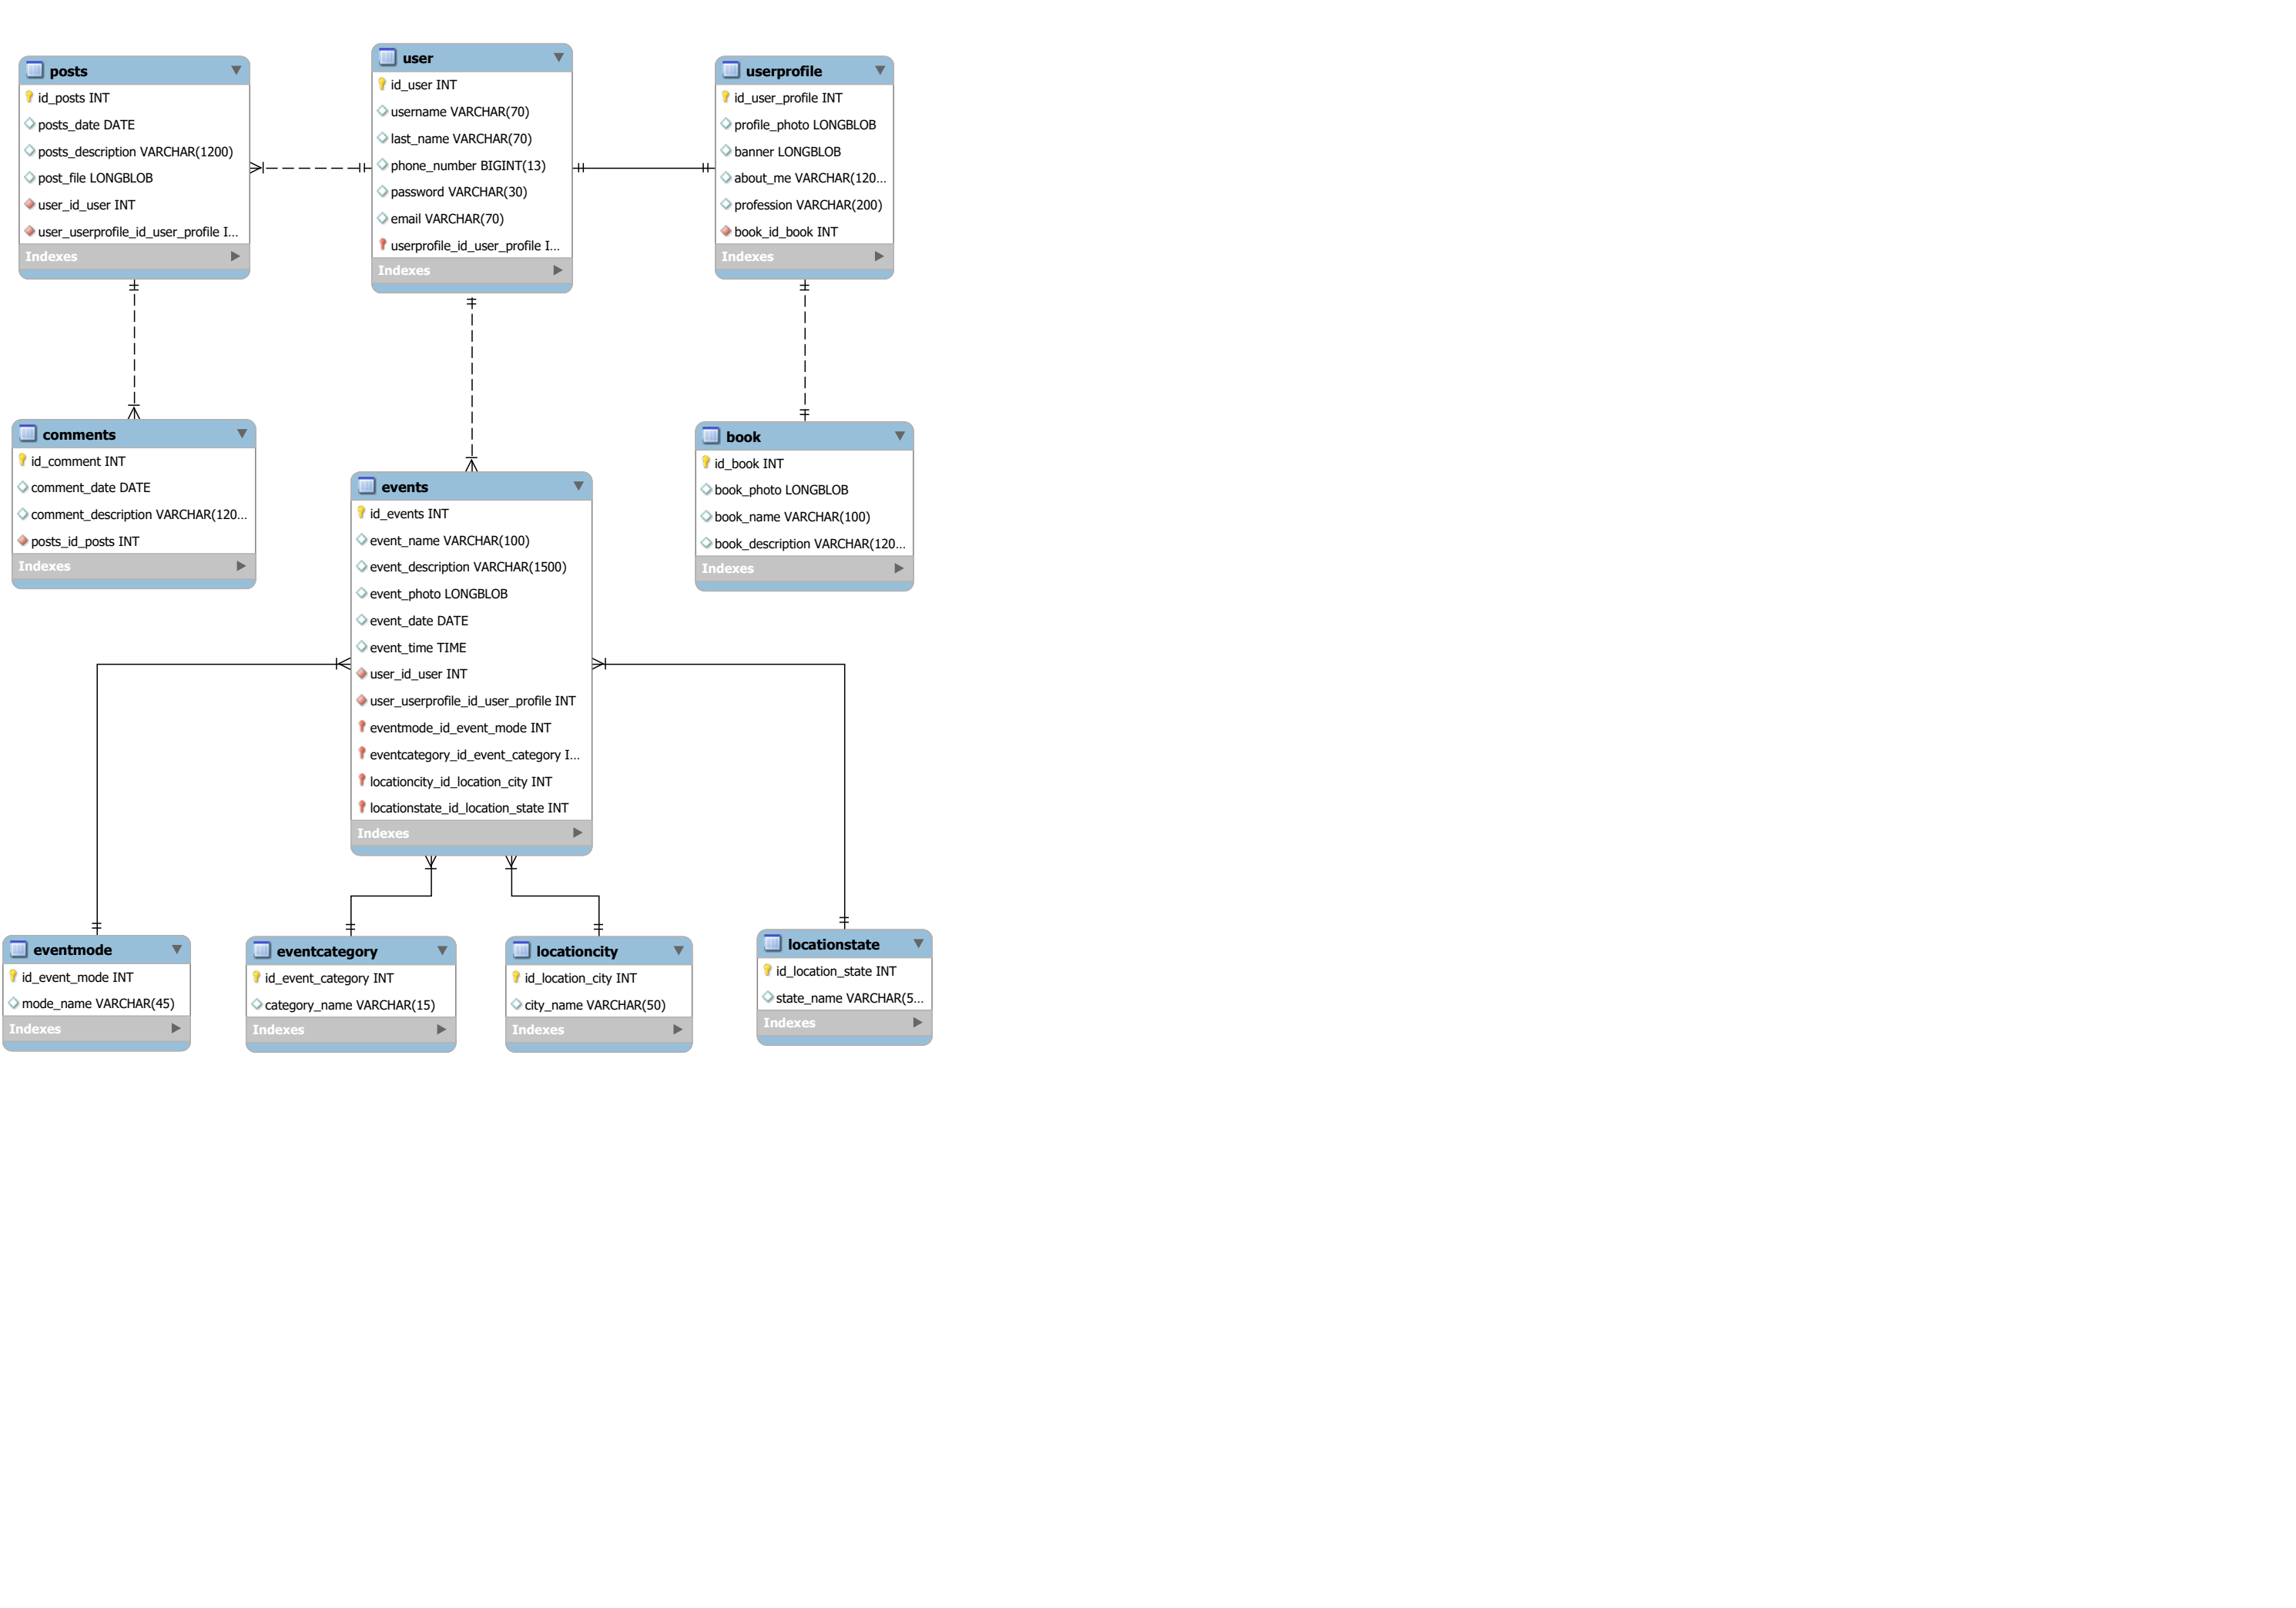 posts
id_posts INT
posts_date DATE
posts_description VARCHAR(1200)
post_file LONGBLOB
user_id_user INT
user_userprofile_id_user_profile I...
Indexes
user
id_user INT
username VARCHAR(70)
last_name VARCHAR(70)
phone_number BIGINT(13)
password VARCHAR(30)
email VARCHAR(70)
userprofile_id_user_profile I...
Indexes
userprofile
id_user_profile INT
profile_photo LONGBLOB
banner LONGBLOB
about_me VARCHAR(120...
profession VARCHAR(200)
book_id_book INT
Indexes
comments
id_comment INT
comment_date DATE
comment_description VARCHAR(120...
posts_id_posts INT
Indexes
events
id_events INT
event_name VARCHAR(100)
event_description VARCHAR(1500)
event_photo LONGBLOB
event_date DATE
event_time TIME
user_id_user INT
user_userprofile_id_user_profile INT
eventmode_id_event_mode INT
eventcategory_id_event_category I...
locationcity_id_location_city INT
locationstate_id_location_state INT
Indexes
book
id_book INT
book_photo LONGBLOB
book_name VARCHAR(100)
book_description VARCHAR(120...
Indexes
eventmode
id_event_mode INT
mode_name VARCHAR(45)
Indexes
eventcategory
id_event_category INT
category_name VARCHAR(15)
Indexes
locationcity
id_location_city INT
city_name VARCHAR(50)
Indexes
locationstate
id_location_state INT
state_name VARCHAR(5...
Indexes